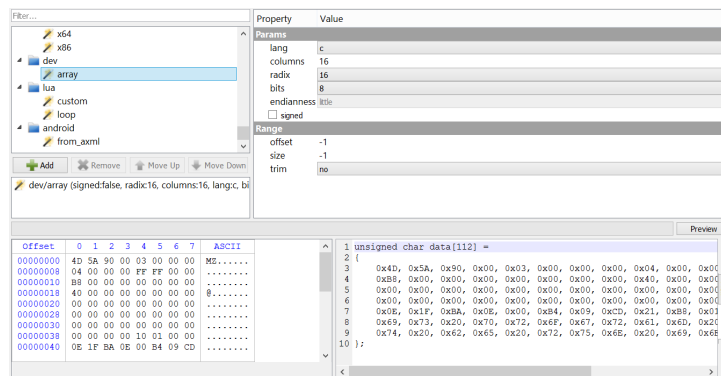 Filter...
x64
x86
dev
array
lua
custom
loop
android
from_axml
Add Remove Move Up Move Down
dev/array (signed:false, radix:16, columns:16, lang:c, bi
Property Value
Params
lang c
columns 16
radix 16
bits 8
endianness little
signed
Range
offset -1
size -1
trim no
Preview
Offset 0 1 2 3 4 5 6 7 ASCII
00000000 4D 5A 90 00 03 00 00 00 MZ......
00000008 04 00 00 00 FF FF 00 00 ........
00000010 B8 00 00 00 00 00 00 00 ........
00000018 40 00 00 00 00 00 00 00 @.......
00000020 00 00 00 00 00 00 00 00 ........
00000028 00 00 00 00 00 00 00 00 ........
00000030 00 00 00 00 00 00 00 00 ........
00000038 00 00 00 00 10 01 00 00 ........
00000040 0E 1F BA 0E 00 B4 09 CD ........
1 unsigned char data[112] =
2 {
3 0x4D, 0x5A, 0x90, 0x00, 0x03, 0x00, 0x00, 0x00, 0x04, 0x00, 0x00
4 0xB8, 0x00, 0x00, 0x00, 0x00, 0x00, 0x00, 0x00, 0x40, 0x00, 0x00
5 0x00, 0x00, 0x00, 0x00, 0x00, 0x00, 0x00, 0x00, 0x00, 0x00, 0x00
6 0x00, 0x00, 0x00, 0x00, 0x00, 0x00, 0x00, 0x00, 0x00, 0x00, 0x00
7 0x0E, 0x1F, 0xBA, 0x0E, 0x00, 0xB4, 0x09, 0xCD, 0x21, 0xB8, 0x01
8 0x69, 0x73, 0x20, 0x70, 0x72, 0x6F, 0x67, 0x72, 0x61, 0x6D, 0x20
9 0x74, 0x20, 0x62, 0x65, 0x20, 0x72, 0x75, 0x6E, 0x20, 0x69, 0x6E
10 };